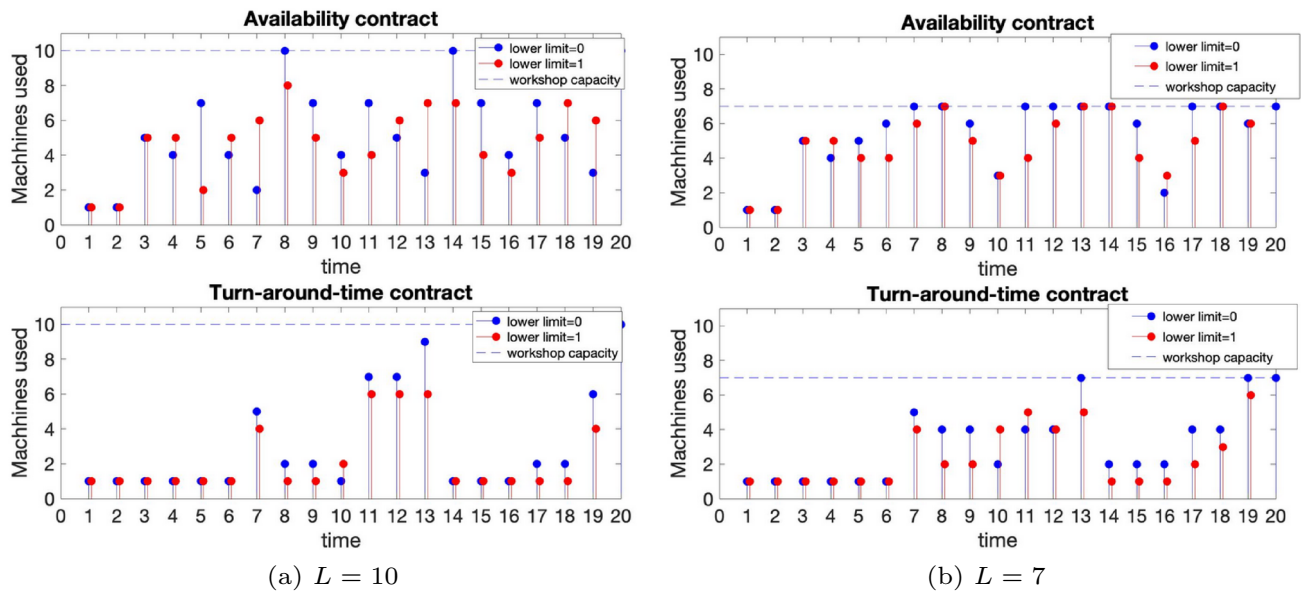 Availability contract
Machhines used
10
8
6
4
2
0
lower limit=0
lower limit=1
workshop capacity
0 1 2 3 4 5 6 7 8 9 10 11 12 13 14 15 16 17 18 19 20
time
Turn-around-time contract
Machhines used
10
8
6
4
2
0
lower limit=0
lower limit=1
workshop capacity
0 1 2 3 4 5 6 7 8 9 10 11 12 13 14 15 16 17 18 19 20
time
(a) L = 10
Availability contract
Machhines used
10
8
6
4
2
0
lower limit=0
lower limit=1
workshop capacity
0 1 2 3 4 5 6 7 8 9 10 11 12 13 14 15 16 17 18 19 20
time
Turn-around-time contract
Machhines used
10
8
6
4
2
0
lower limit=0
lower limit=1
workshop capacity
0 1 2 3 4 5 6 7 8 9 10 11 12 13 14 15 16 17 18 19 20
time
(b) L = 7